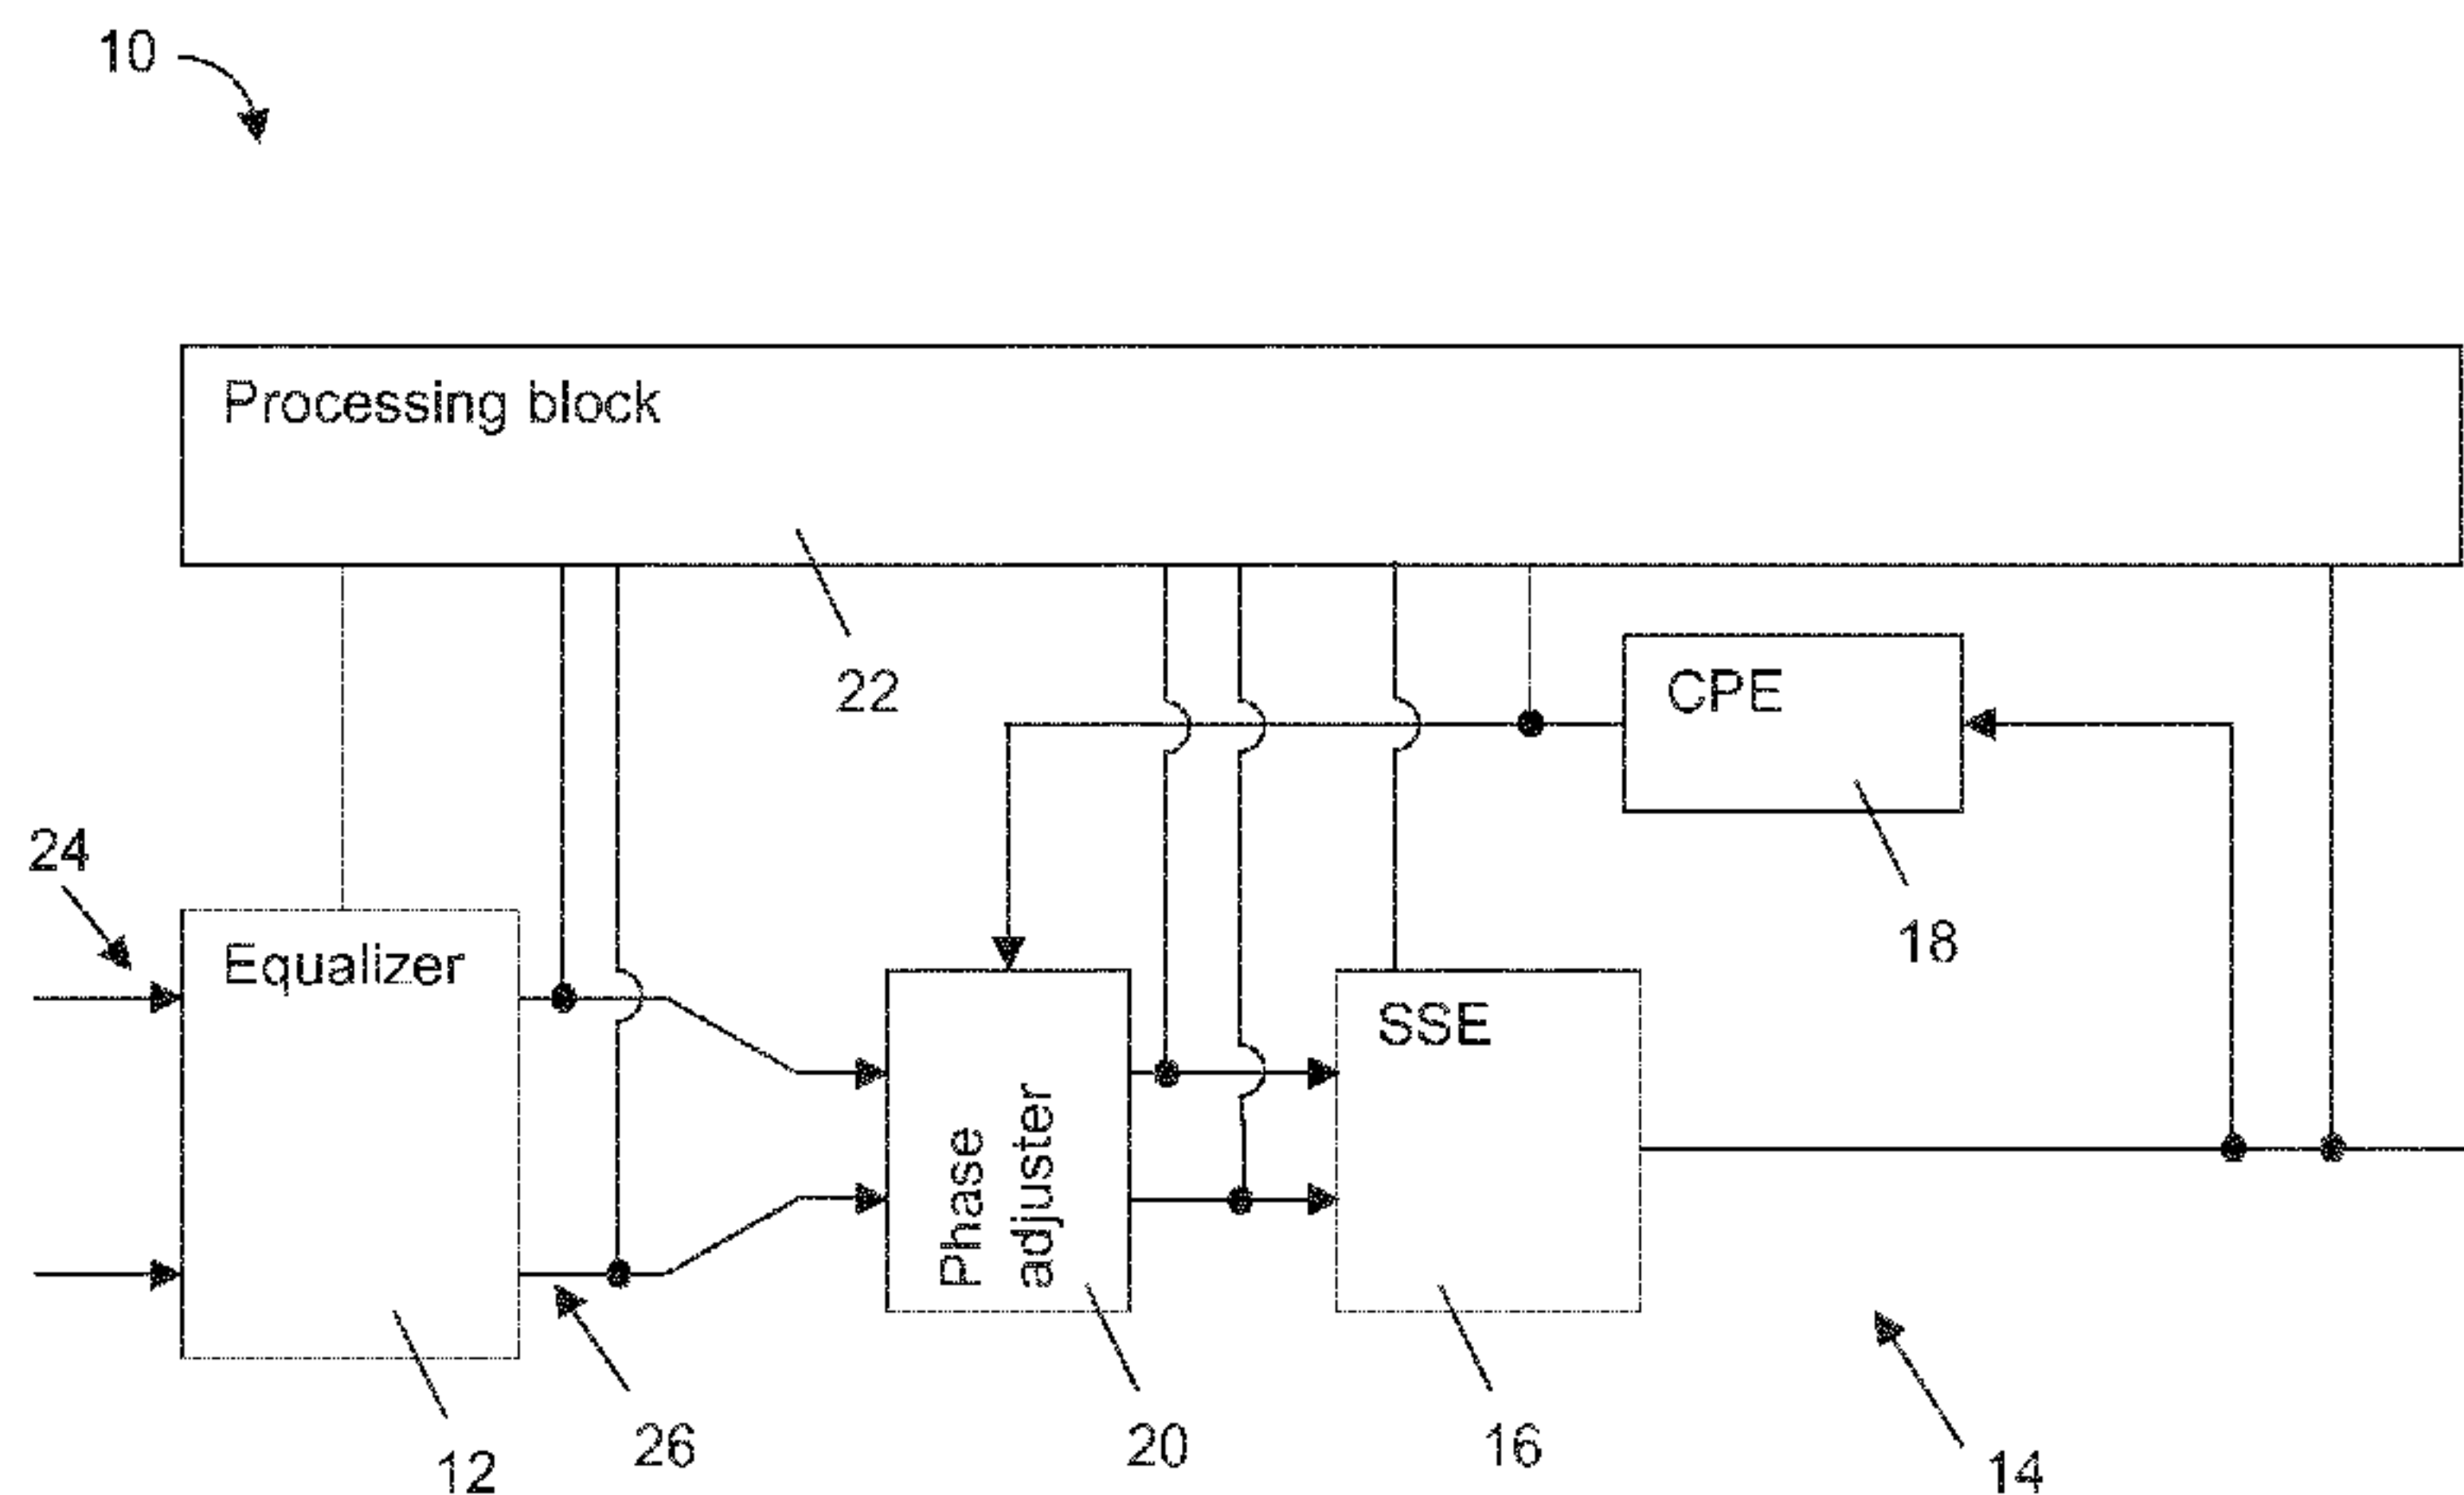 10
Processing block
22
CPE
18
24
Equalizer
Phase
adjuster
SSE
12
26
20
16
14